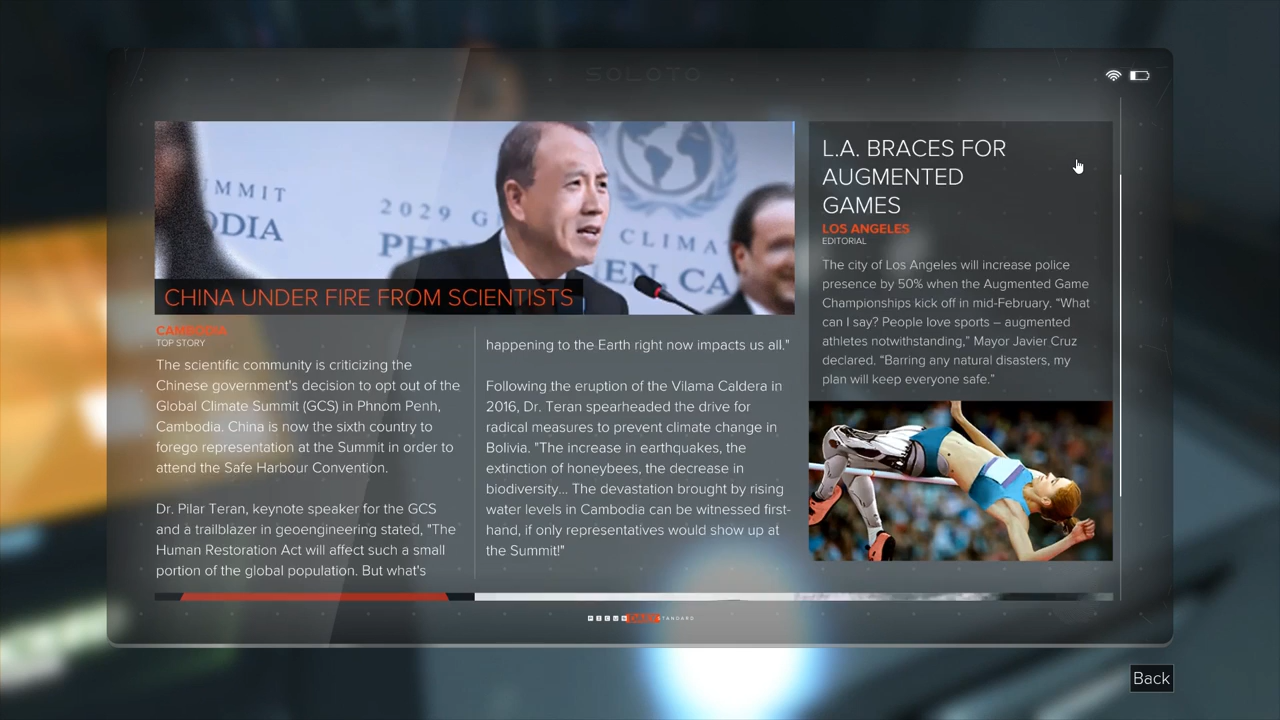 SOLOTO
UMMIT
ODIA
2029 G
CLIMA
PHN
EN, CA
CHINA UNDER FIRE FROM SCIENTISTS
CAMBODIA
TOP STORY
The scientific community is criticizing the
Chinese government's decision to opt out of the
Global Climate Summit (GCS) in Phnom Penh,
Cambodia. China is now the sixth country to
forego representation at the Summit in order to
attend the Safe Harbour Convention.
Dr. Pilar Teran, keynote speaker for the GCS
and a trailblazer in geoengineering stated, "The
Human Restoration Act will affect such a small
portion of the global population. But what's
happening to the Earth right now impacts us all."
Following the eruption of the Vilama Caldera in
2016, Dr. Teran spearheaded the drive for
radical measures to prevent climate change in
Bolivia. "The increase in earthquakes, the
extinction of honeybees, the decrease in
biodiversity... The devastation brought by rising
water levels in Cambodia can be witnessed first-
hand, if only representatives would show up at
the Summit!"
L.A. BRACES FOR
AUGMENTED
GAMES
LOS ANGELES
EDITORIAL
The city of Los Angeles will increase police
presence by 50% when the Augmented Game
Championships kick off in mid-February. “What
can I say? People love sports – augmented
athletes notwithstanding,” Mayor Javier Cruz
declared. “Barring any natural disasters, my
plan will keep everyone safe.”
PICUS DAILY STANDARD
Back